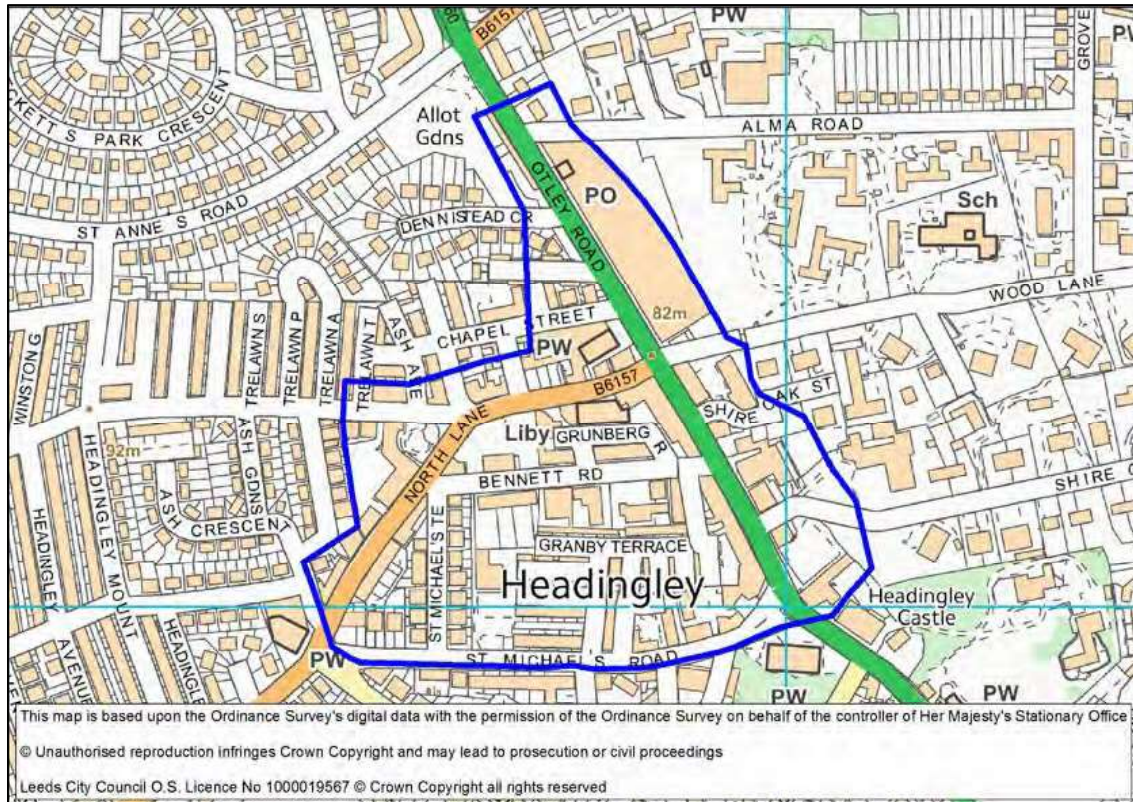 60
B6157
PW
GROVE
CKETT S PARK CRESCENT
Allot
Gdns
ALMA ROAD
OTLEY ROAD
PO
Sch
ST ANNE S ROAD
DENNISTEAD CR
WOOD LANE
82m
CHAPEL STREET
PW
ASH
AVE
WINSTON G
TRELAWN S
TRELAWN P
TRELAWN A
TRELAWN T
B6157
SHIRE OAK ST
NORTH LANE
Liby
GRUNBERG
R
92m
HEADINGLEY MOUNT
ASH GDNS
BENNETT RD
SHIRE
ASH
CRESCENT
HEADINGLEY
GRANBY TERRACE
ST MICHAEL'S TE
Headingley
Headingley
Castle
AVENUE
HEADINGLEY
PW
ST MICHAEL'S ROAD
PW
PW
This map is based upon the Ordinance Survey's digital data with the permission of the Ordinance Survey on behalf of the controller of Her Majesty's Stationary Office
© Unauthorised reproduction infringes Crown Copyright and may lead to prosecution or civil proceedings
Leeds City Council O.S. Licence No 1000019567 © Crown Copyright all rights reserved